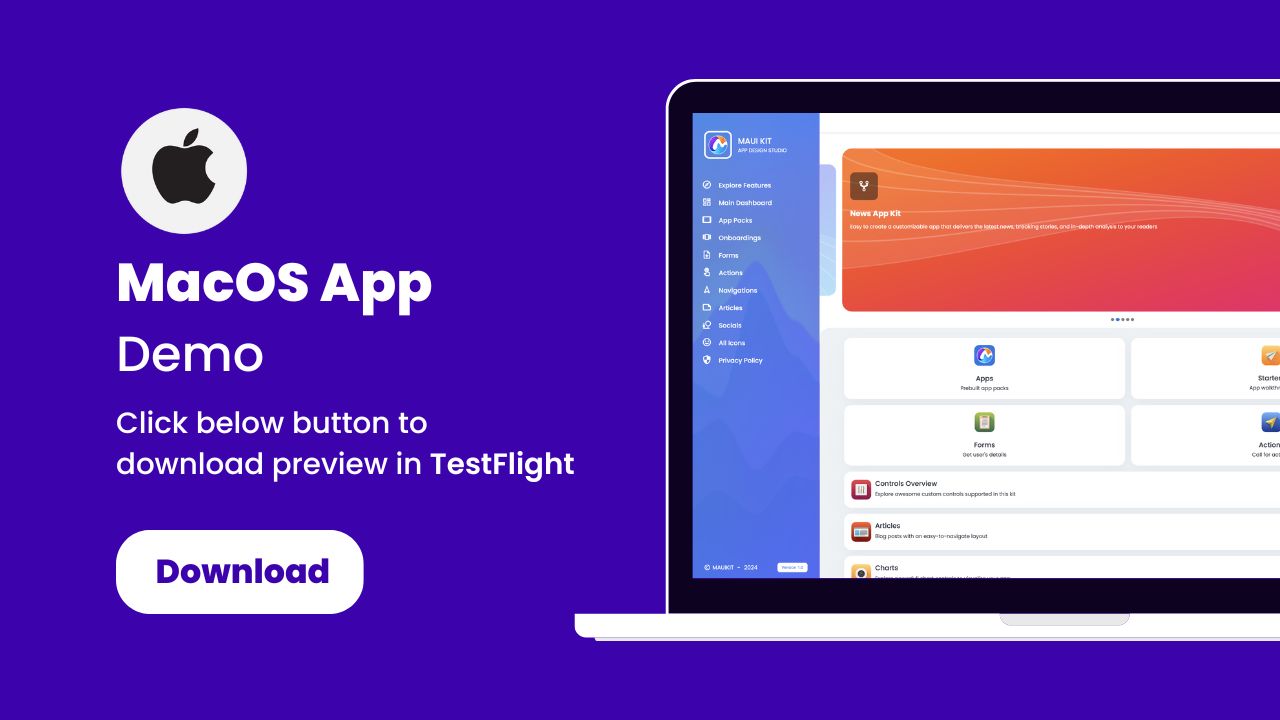 MacOS App
Demo
Click below button to
download preview in TestFlight
Download
MAUI KIT
APP DESIGN STUDIO
Explore Features
Main Dashboard
App Packs
Onboardings
Forms
Actions
Navigations
Articles
Socials
All Icons
Privacy Policy
© MAUIKIT - 2024
Version 1.0
News App Kit
Easy to create a customizable app that delivers the latest news, breaking stories, and in-depth analysis to your readers.
Apps
Prebuilt app packs
Starte
App walkthr
Forms
Get user's details
Action
Call for act
Controls Overview
Explore awesome custom controls supported in this kit
Articles
Blog posts with an easy-to-navigate layout
Charts